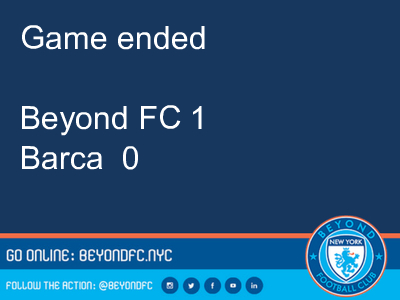 Game ended
Beyond FC 1
Barca 0
GO ONLINE: BEYONDFC.NYC
FOLLOW THE ACTION: @BEYONDFC
BEYOND
NEW YORK
FOOTBALL CLUB